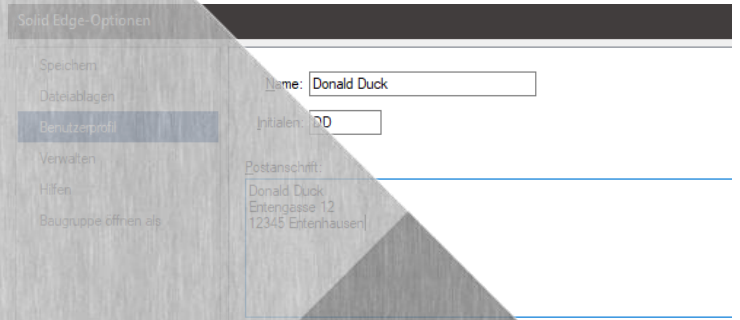 Solid Edge-Optionen
Speichern
Dateiablagen
Benutzerprofil
Verwalten
Hilfen
Baugruppe öffnen als
Name: Donald Duck
Initialen: DD
Postanschrift:
Donald Duck
Entengasse 12
12345 Entenhausen